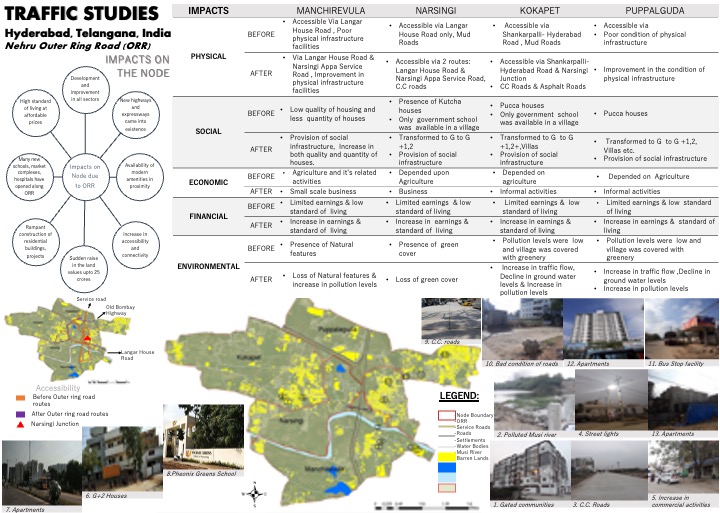 TRAFFIC STUDIES
Hyderabad, Telangana, India
Nehru Outer Ring Road (ORR)
IMPACTS ON
THE NODE
Development
and
improvement
in all sectors
High standard
of living at
affordable
prices
New highways
and
expressways
came into
existence
Many new
schools, market
complexes,
hospitals have
opened along
ORR
Impacts on
Node due
to ORR
Availability of
modern
amenities in
proximity
Rampant
construction of
residential
buildings,
projects
Increase in
accessibility
and
connectivity
Sudden raise
in the land
values upto 25
crores
IMPACTS MANCHIREVULA NARSINGI KOKAPET PUPPALGUDA
PHYSICAL
BEFORE
• Accessible Via Langar
House Road , Poor
physical infrastructure
facilities
• Accessible via Langar
House Road only, Mud
Roads
• Accessible via
Shankarpalli- Hyderabad
Road , Mud Roads
• Accessible via
• Poor condition of physical
infrastructure
AFTER
• Via Langar House Road &
Narsingi Appa Service
Road , Improvement in
physical infrastructure
facilities
• Accessible via 2 routes:
Langar House Road &
Narsingi Appa Service Road,
C.C roads
• Accessible via Shankarpalli-
Hyderabad Road & Narsingi
Junction
• CC Roads & Asphalt Roads
• Improvement in the condition of
physical infrastructure
SOCIAL
BEFORE
• Low quality of housing and
less quantity of houses
• Presence of Kutcha
houses
• Only government school
was available in a village
• Pucca houses
• Only government school
was available in a village
• Pucca houses
AFTER
• Provision of social
infrastructure, Increase in
both quality and quantity of
houses.
• Transformed to G to G
+1,2
• Provision of social
infrastructure
• Transformed to G to G
+1,2+,Villas
• Provision of social
infrastructure
• Transformed to G to G +1,2,
Villas etc.
• Provision of social infrastructure
ECONOMIC
BEFORE
• Agriculture and it's related
activities
• Depended upon
Agriculture
• Depended on
agriculture
• Depended on Agriculture
AFTER
• Small scale business
• Business
• Informal activities
• Informal activities
FINANCIAL
BEFORE
• Limited earnings & low
standard of living
• Limited earnings & low
standard of living
• Limited earnings & low
standard of living
• Limited earnings & low standard
of living
AFTER
• Increase in earnings &
standard of living
• Increase in earnings &
standard of living
• Increase in earnings &
standard of living
• Increase in earnings & standard of
living
ENVIRONMENTAL
BEFORE
• Presence of Natural
features
• Presence of green
cover
• Pollution levels were low
and village was covered
with greenery
• Pollution levels were low and
village was covered with
greenery
AFTER
• Loss of Natural features &
increase in pollution levels
• Loss of green cover
• Increase in traffic flow,
Decline in ground water
levels & Increase in
pollution levels
• Increase in traffic flow ,Decline in
ground water levels
• Increase in pollution levels
Service road
Old Bombay
Highway
Langar House
Road
Accessibility
Before Outer ring road
routes
After Outer ring road routes
Narsingi Junction
Puppalaguda
Kokapet
Narsingi
Manchirevula
LEGEND:
Node Boundary
ORR
Service Roads
Roads
Settlements
Water Bodies
Musi River
Barren Lands
9. C.C. roads
10. Bad condition of roads
12. Apartments
11. Bus Stop facility
2. Polluted Musi river
4. Street lights
13. Apartments
7. Apartments
6. G+2 Houses
8.Pheonix Greens School
1. Gated communities
3. C.C. Roads
5. Increase in
commercial activities